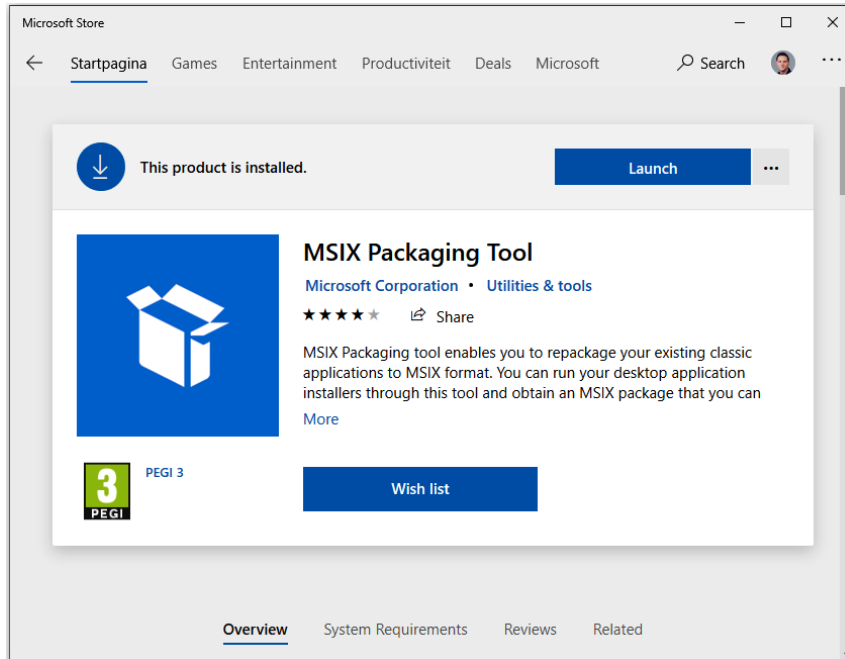 Microsoft Store
Startpagina Games Entertainment Productiviteit Deals Microsoft Search
This product is installed. Launch
MSIX Packaging Tool
Microsoft Corporation • Utilities & tools
Share
MSIX Packaging tool enables you to repackage your existing classic
applications to MSIX format. You can run your desktop application
installers through this tool and obtain an MSIX package that you can
More
3
PEGI
PEGI 3
Wish list
Overview System Requirements Reviews Related